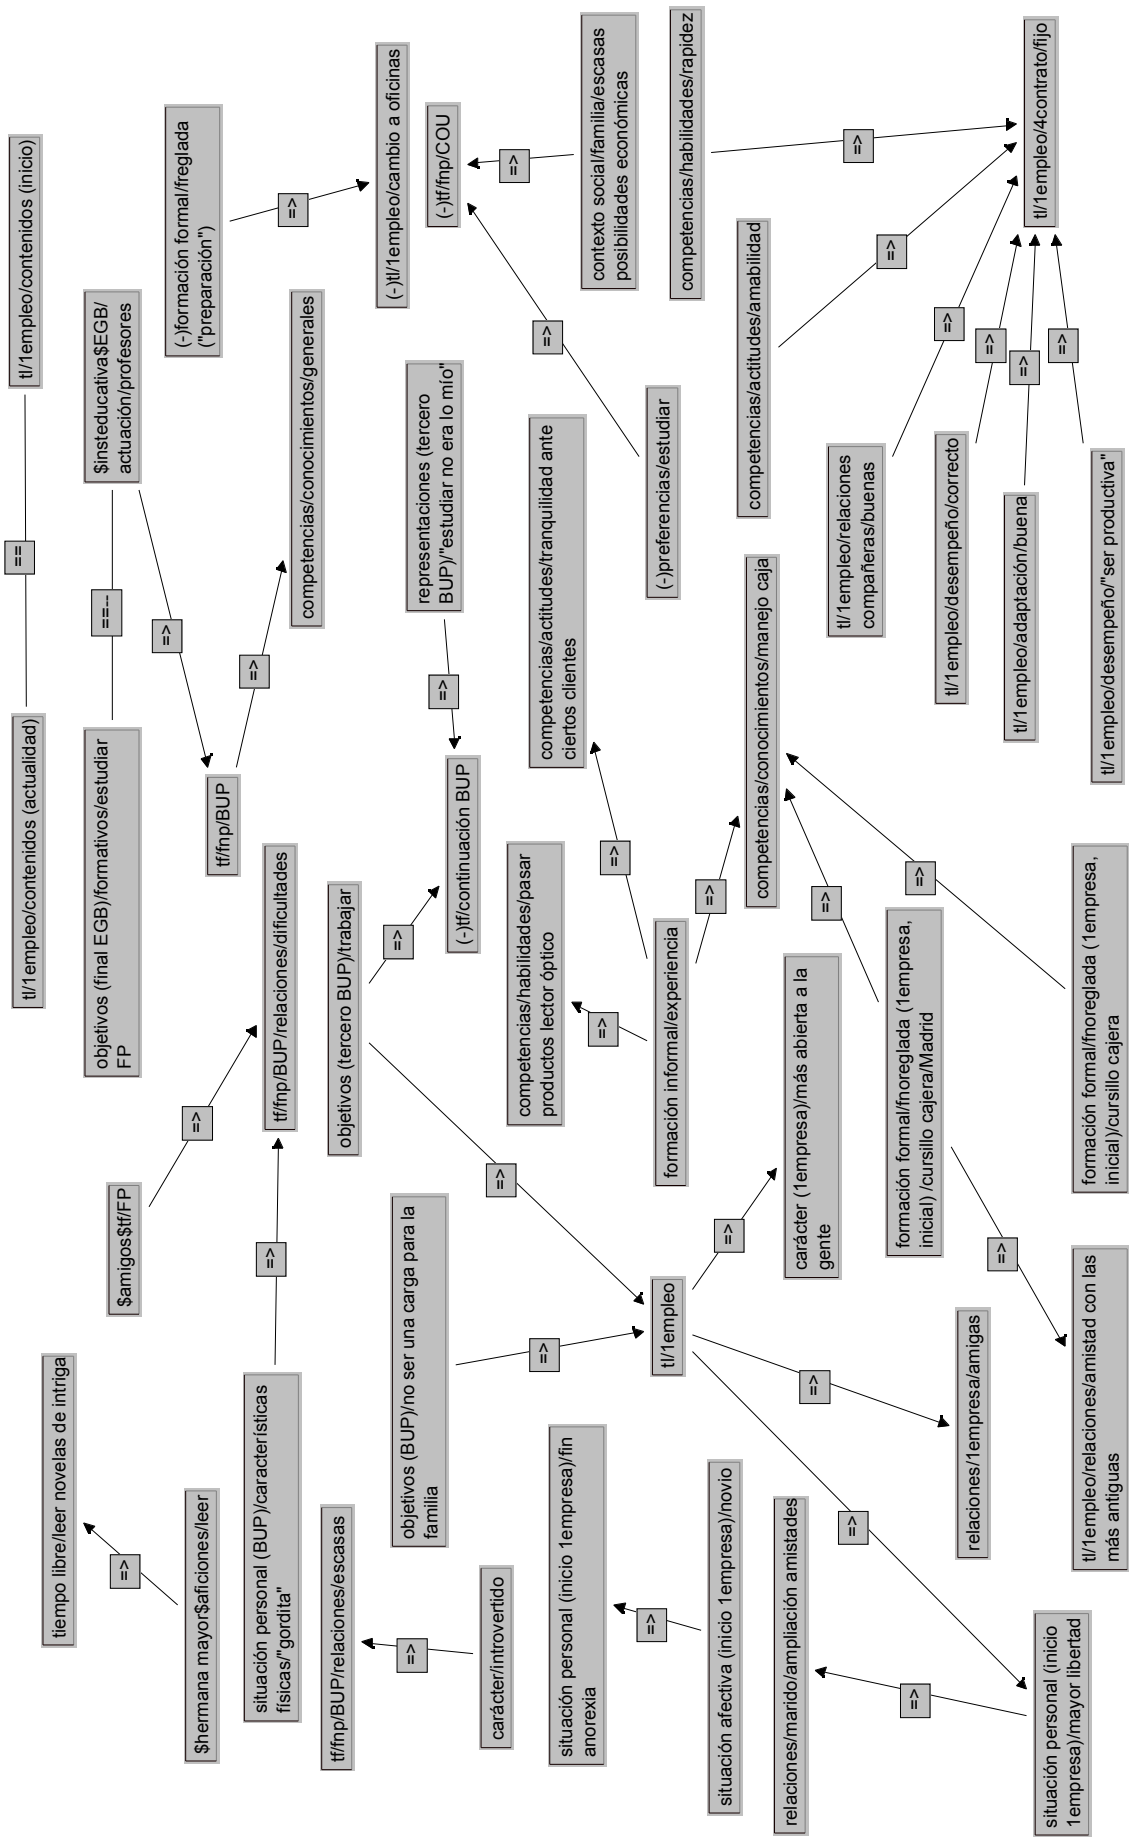 tiempo libre/leer novelas de intriga
=>
$hermana mayor$aficiones/leer
situación personal (BUP)/características
físicas/"gordita"
=>
tf/fnp/BUP/relaciones/escasas
=>
carácter/introvertido
situación personal (inicio 1empresa)/fin
anorexia
=>
situación afectiva (inicio 1empresa)/novio
relaciones/marido/ampliación amistades
=>
situación personal (inicio
1empresa)/mayor libertad
$amigos$tf/FP
=>
tf/fnp/BUP/relaciones/dificultades
objetivos (BUP)/no ser una carga para la
familia
=>
=>
tl/1empleo
=>
=>
=>
carácter (1empresa)/más abierta a la
gente
relaciones/1empresa/amigas
tl/1empleo/relaciones/amistad con las
más antiguas
=>
tl/1empleo/contenidos (actualidad)
==
tl/1empleo/contenidos (inicio)
objetivos (final EGB)/formativos/estudiar
FP
==--
$insteducativa$EGB/
actuación/profesores
=>
tf/fnp/BUP
=>
competencias/conocimientos/generales
objetivos (tercero BUP)/trabajar
=>
(-)tf/continuación BUP
=>
representaciones (tercero
BUP)/"estudiar no era lo mío"
competencias/habilidades/pasar
productos lector óptico
=>
competencias/actitudes/tranquilidad ante
ciertos clientes
=>
formación informal/experiencia
=>
competencias/conocimientos/manejo caja
=>
=>
formación formal/fnoreglada (1empresa,
inicial) /cursillo cajera/Madrid
formación formal/fnoreglada (1empresa,
inicial)/cursillo cajera
(-)formación formal/freglada
("preparación")
=>
(-)tl/1empleo/cambio a oficinas
(-)tf/fnp/COU
=>
=>
contexto social/familia/escasas
posibilidades económicas
(-)preferencias/estudiar
competencias/habilidades/rapidez
=>
competencias/actitudes/amabilidad
=>
tl/1empleo/relaciones
compañeras/buenas
=>
tl/1empleo/desempeño/correcto
=>
tl/1empleo/adaptación/buena
=>
tl/1empleo/desempeño/"ser productiva"
=>
tl/1empleo/4contrato/fijo